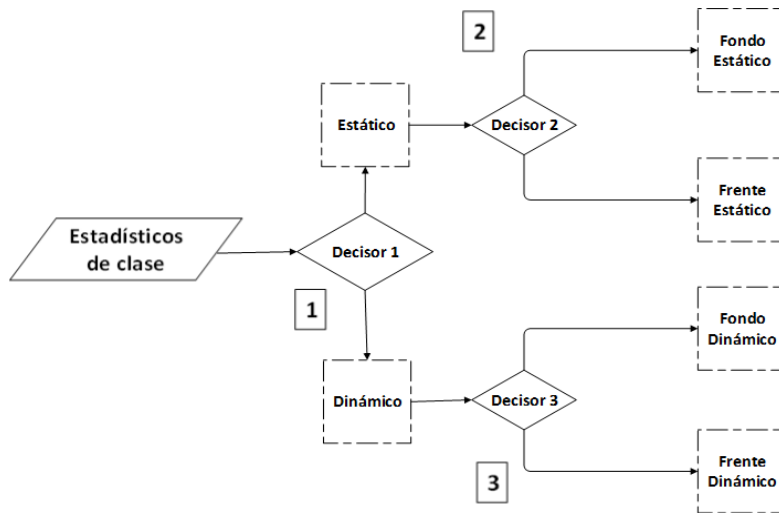 2
Fondo
Estático
Estático
Decisor 2
Frente
Estático
Estadísticos
de clase
Decisor 1
1
Fondo
Dinámico
Dinámico
Decisor 3
Frente
Dinámico
3